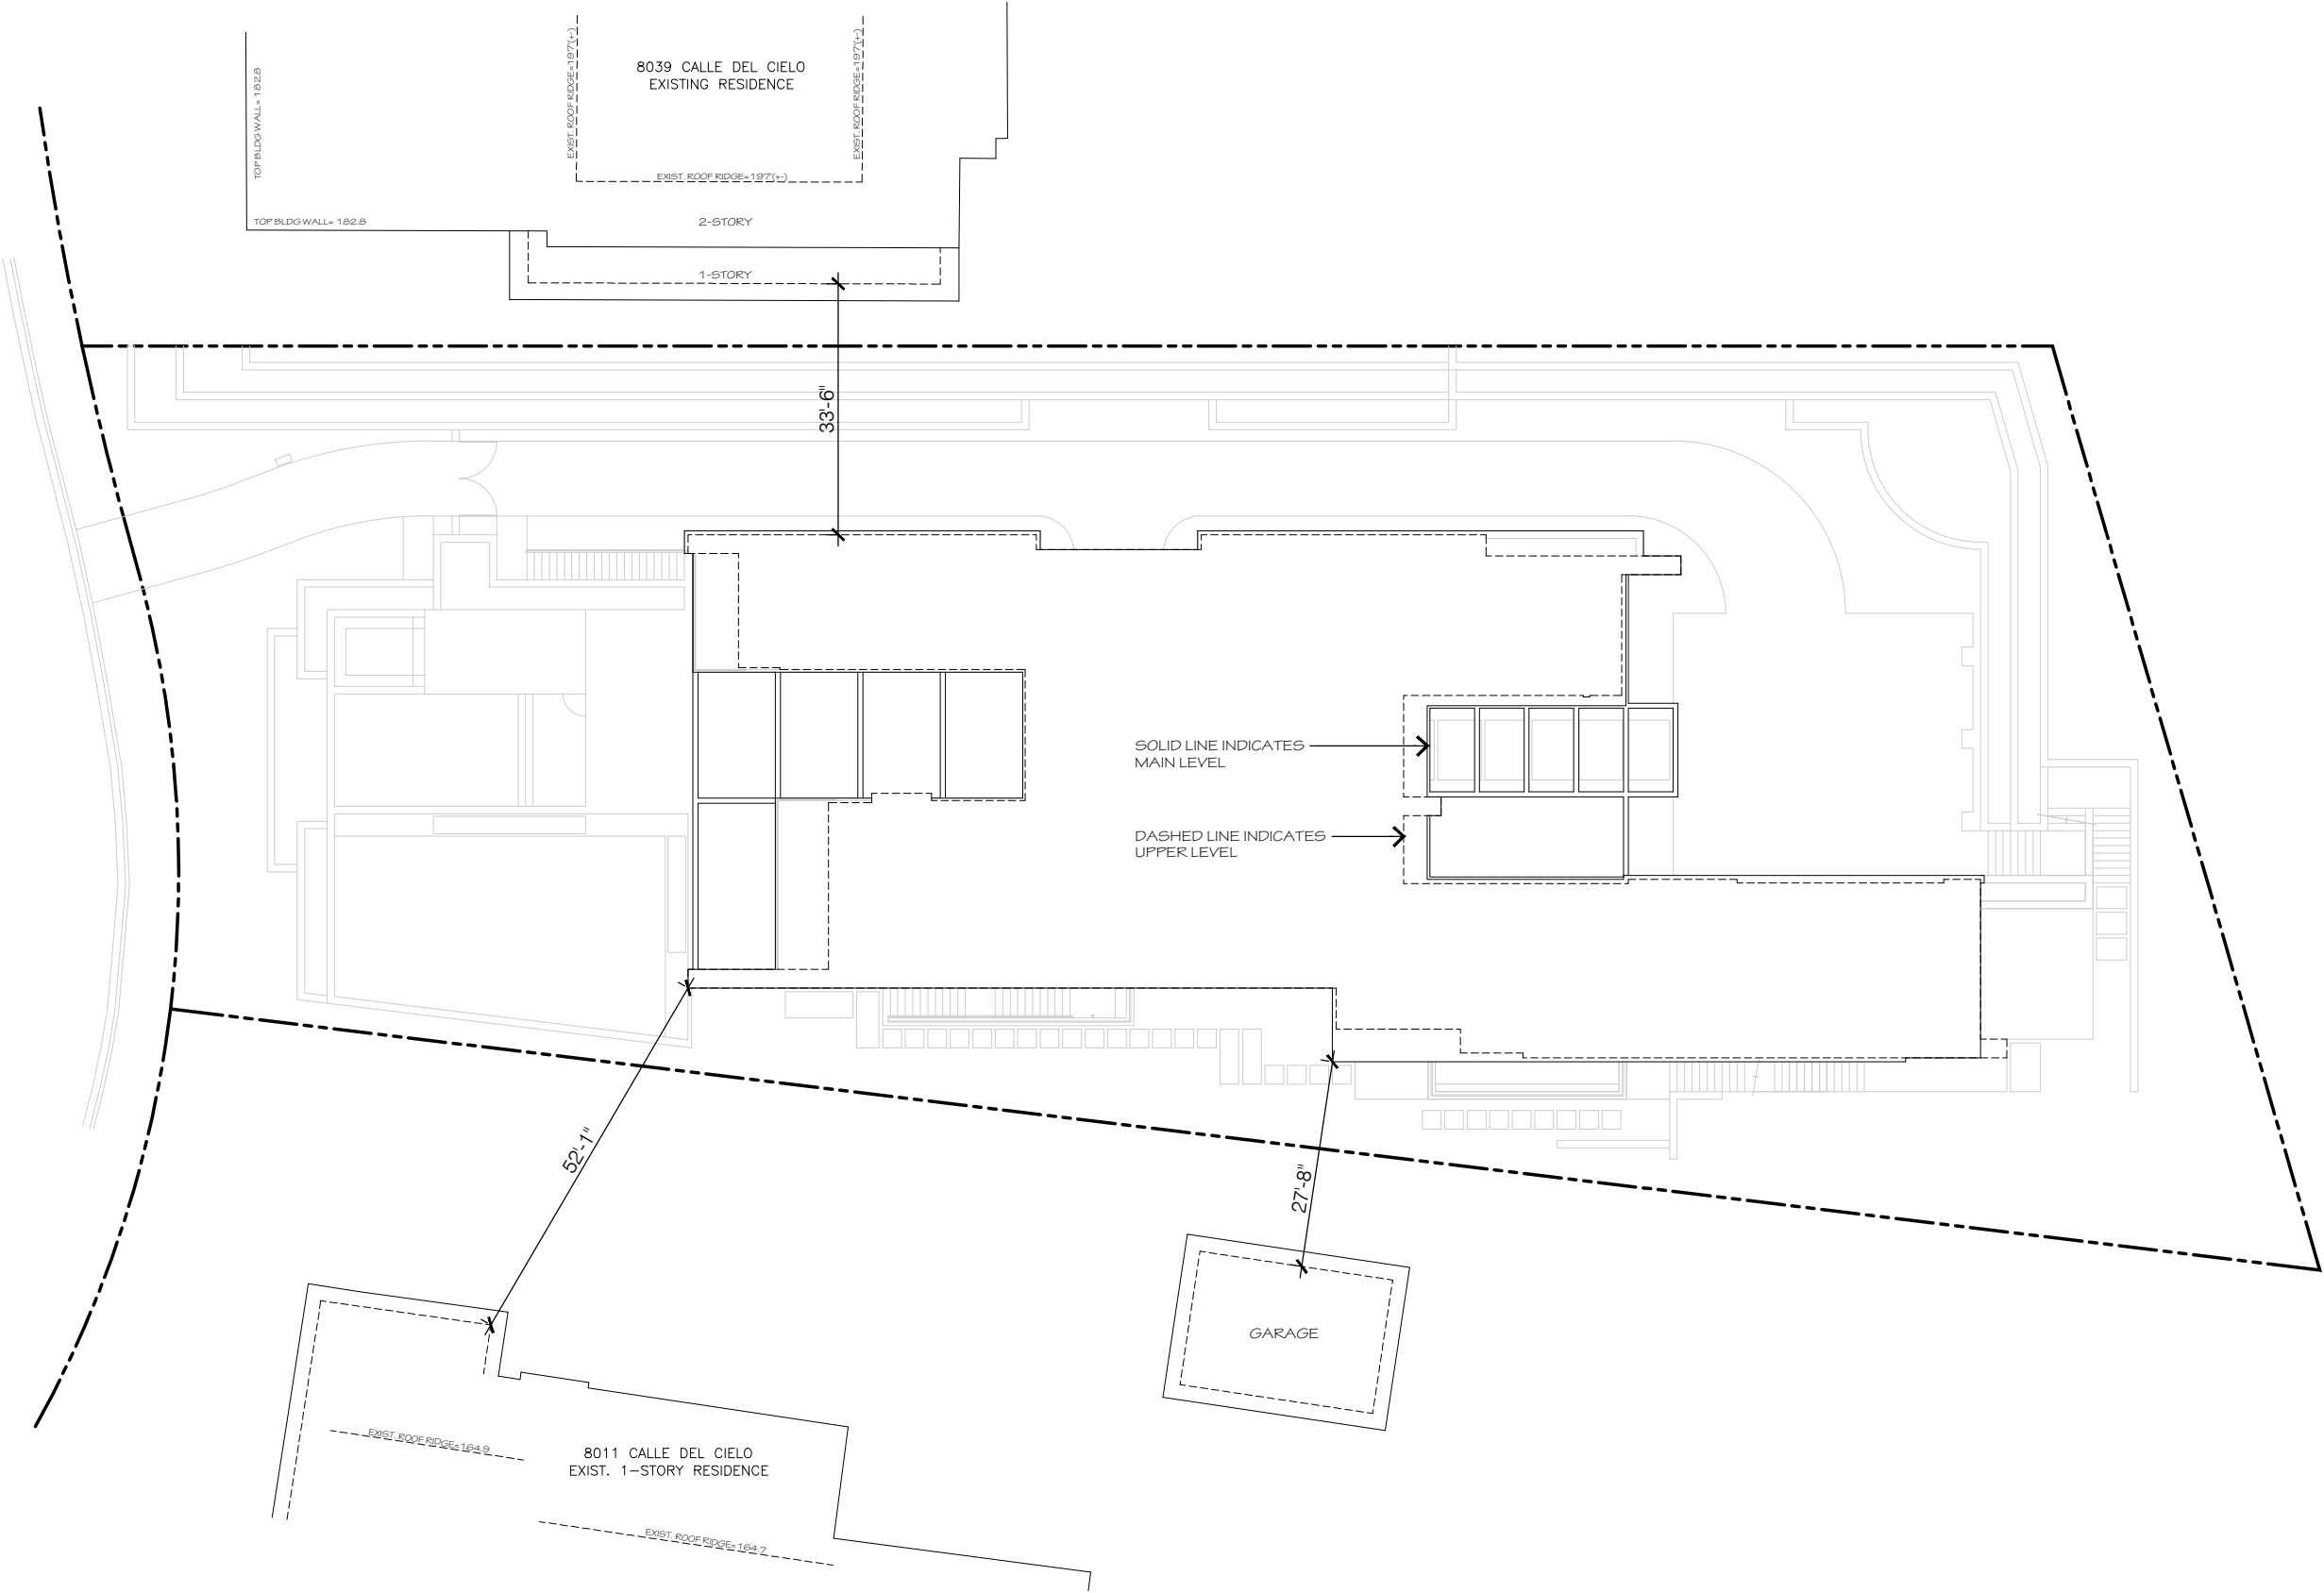 8039 CALLE DEL CIELO
EXISTING RESIDENCE
EXIST. ROOF RIDGE=197'(+-)
EXIST. ROOF RIDGE=197'(+-)
TOP BLDG WALL= 182.8
EXIST. ROOF RIDGE=197'(+-)
TOP BLDG WALL= 182.8
2-STORY
1-STORY
33'-6"
SOLID LINE INDICATES
MAIN LEVEL
DASHED LINE INDICATES
UPPER LEVEL
52'-1"
27'-8"
GARAGE
EXIST. ROOF RIDGE=164.9
8011 CALLE DEL CIELO
EXIST. 1-STORY RESIDENCE
EXIST. ROOF RIDGE=164.7